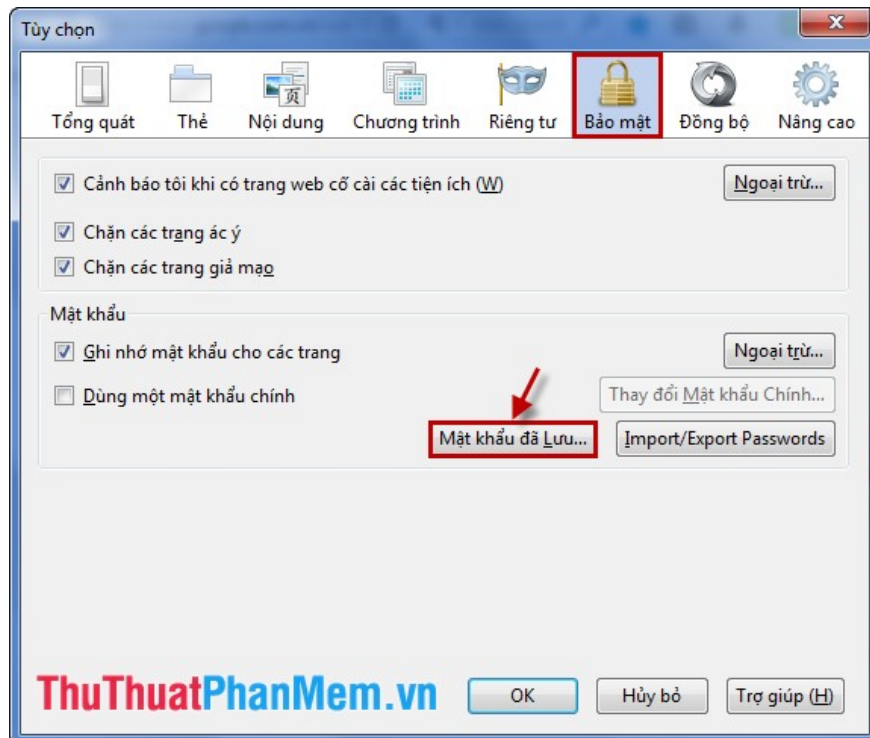 Tùy chọn
Tổng quát Thẻ Nội dung Chương trình Riêng tư Bảo mật Đồng bộ Nâng cao
Cảnh báo tôi khi có trang web cố cài các tiện ích (W) Ngoại trừ...
Chặn các trang ác ý
Chặn các trang giả mạo
Mật khẩu
Ghi nhớ mật khẩu cho các trang Ngoại trừ...
Dùng một mật khẩu chính Thay đổi Mật khẩu Chính...
Mật khẩu đã Lưu... Import/Export Passwords
ThuThuatPhanMem.vn OK Hủy bỏ Trợ giúp (H)